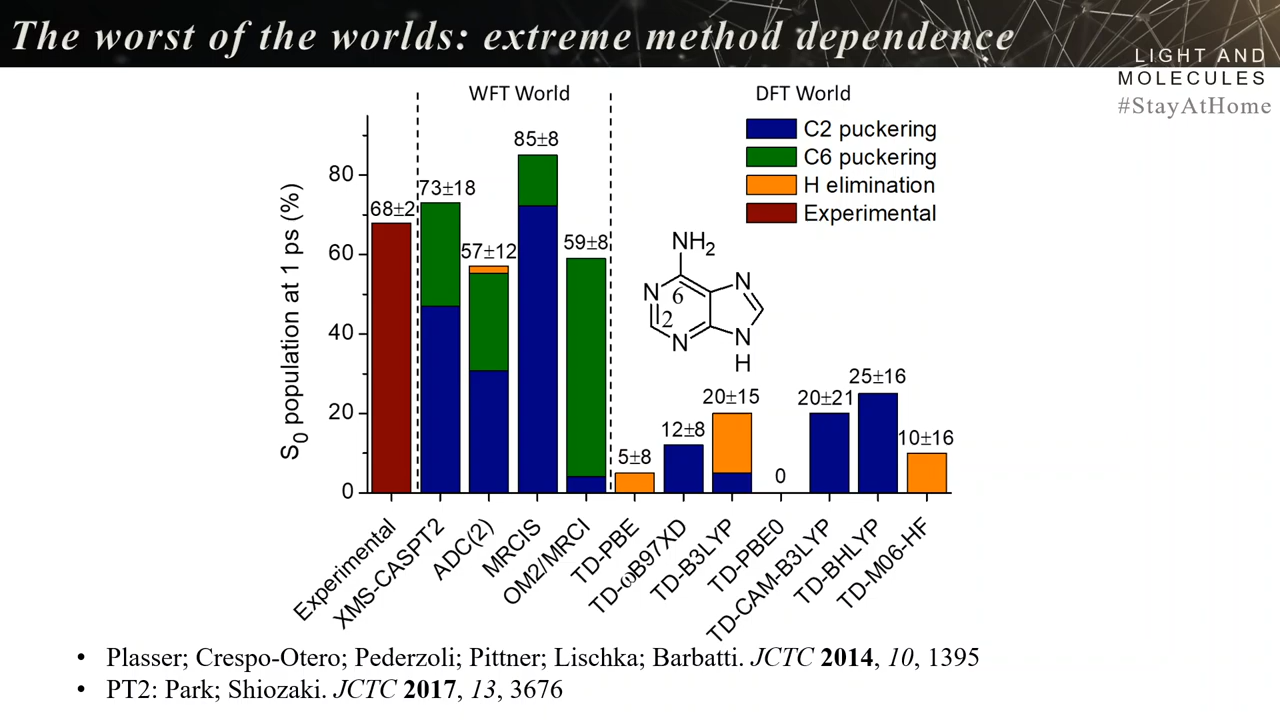 The worst of the worlds: extreme method dependence
LIGHT AND
MOLECULES
#StayAtHome
WFT World
DFT World
C2 puckering
C6 puckering
H elimination
Experimental
S0 population at 1 ps (%)
80
60
40
20
0
68±2
73±18
57±12
85±8
59±8
5±8
12±8
20±15
0
20±21
25±16
10±16
NH2
N
6
N
2
N
N
H
Experimental
XMS-CASPT2
ADC(2)
MRCIS
OM2/MRCI
TD-PBE
TD-ωB97XD
TD-B3LYP
TD-PBE0
TD-CAM-B3LYP
TD-BHLYP
TD-M06-HF
• Plasser; Crespo-Otero; Pederzoli; Pittner; Lischka; Barbatti. JCTC 2014, 10, 1395
• PT2: Park; Shiozaki. JCTC 2017, 13, 3676